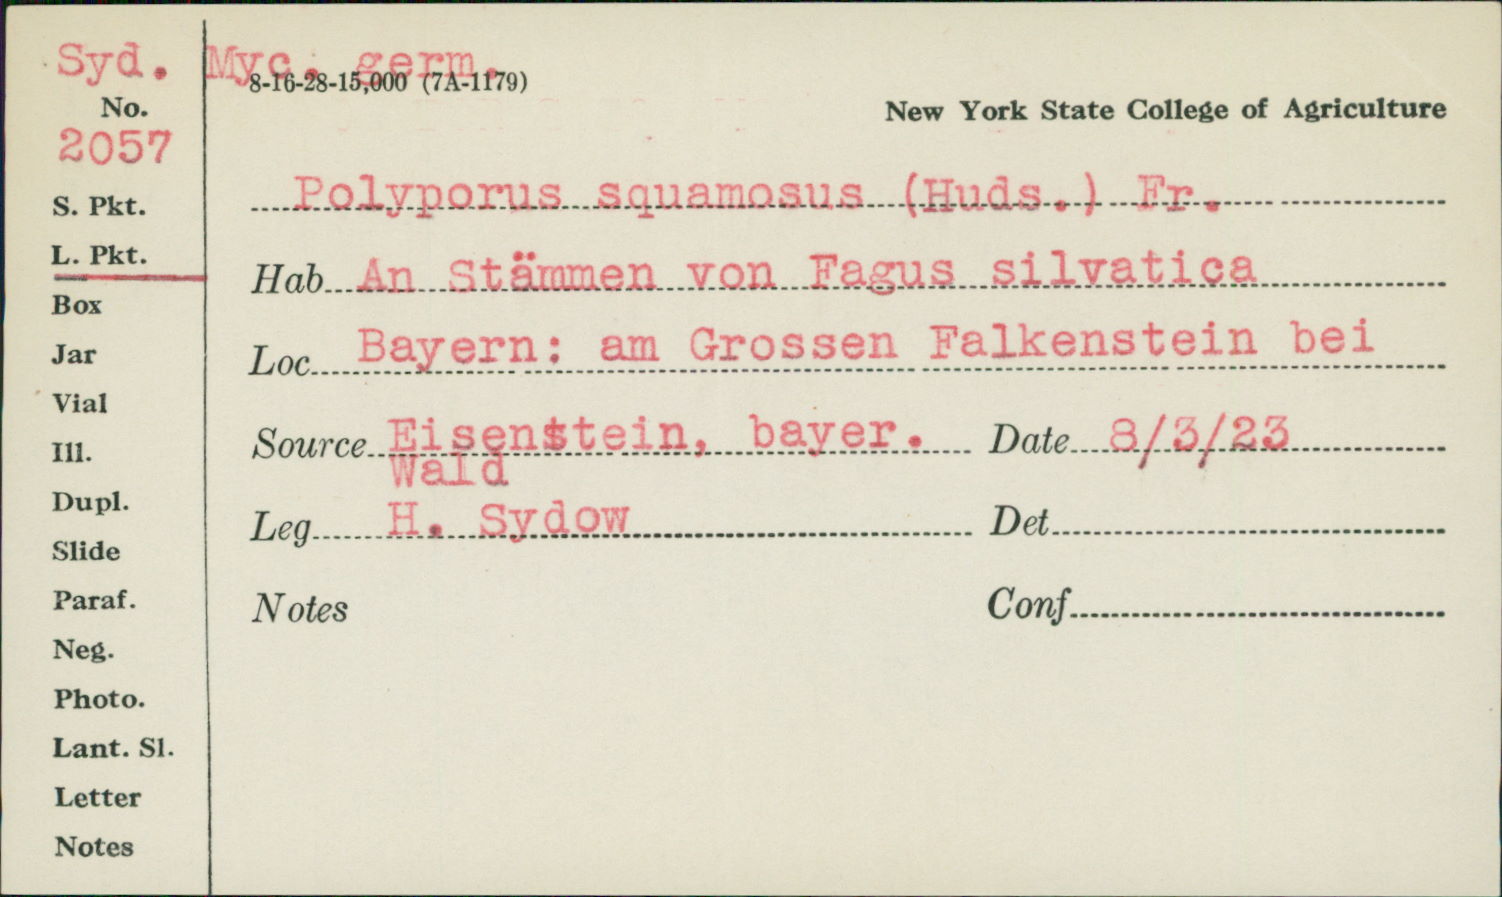 Syd. Myc. germ.
8-16-28-15,000 (7A-1179)
No.
New York State College of Agriculture
2057
S. Pkt.
Polyporus squamosus (Huds.) Fr.
L. Pkt.
Hab An Stämmen von Fagus silvatica
Box
Jar
Loc Bayern: am Grossen Falkenstein bei
Vial
Ill.
Source Eisenstein, bayer. Date 8/3/23
Wald
Dupl.
Leg H. Sydow Det
Slide
Paraf.
Notes Conf
Neg.
Photo.
Lant. Sl.
Letter
Notes